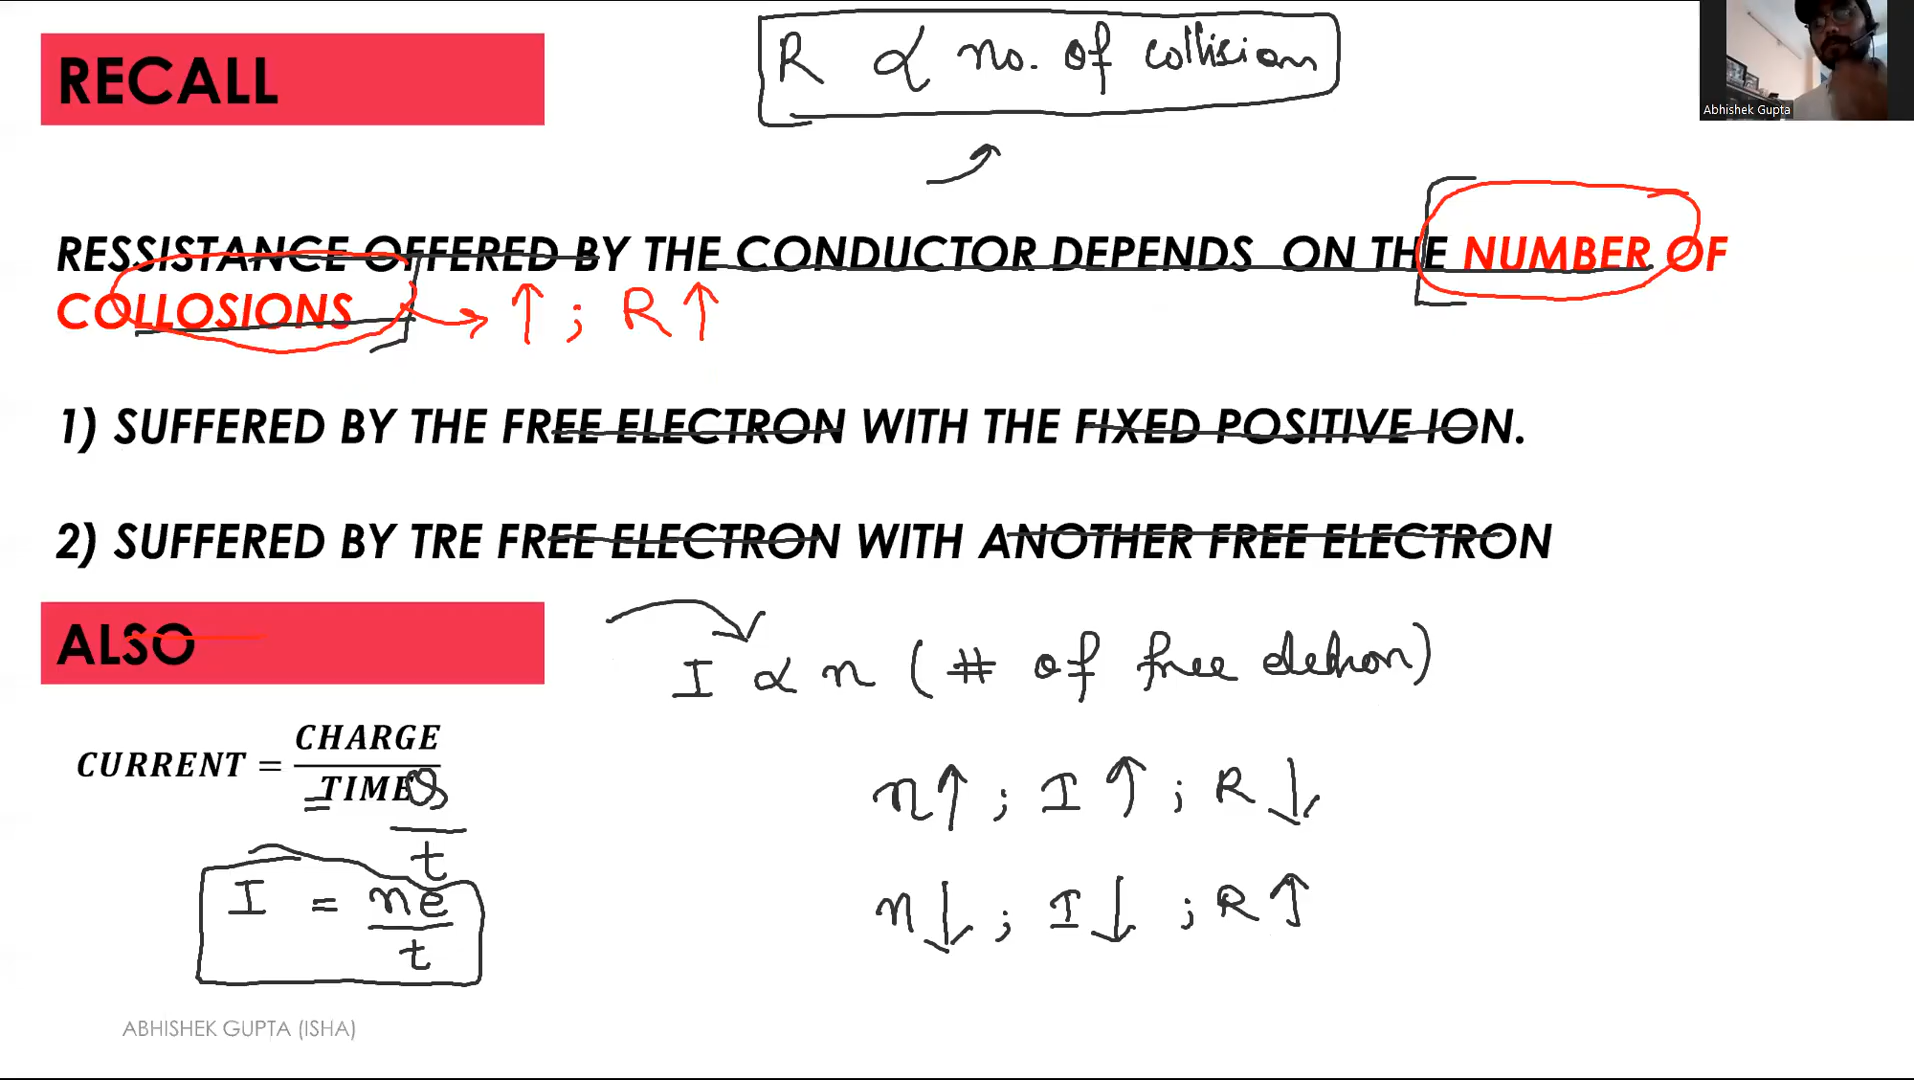 RECALL
R ∝ no. of collision
Abhishek Gupta
RESSISTANCE OFFERED BY THE CONDUCTOR DEPENDS ON THE NUMBER OF
COLLOSIONS → ↑ ; R ↑
1) SUFFERED BY THE FREE ELECTRON WITH THE FIXED POSITIVE ION.
2) SUFFERED BY TRE FREE ELECTRON WITH ANOTHER FREE ELECTRON
ALSO
I ∝ n ( # of free electron)
CURRENT = CHARGE
TIME
t
n↑ ; I ↑ ; R ↓
I = ne
t
n↓ ; I↓ ; R ↑
ABHISHEK GUPTA (ISHA)